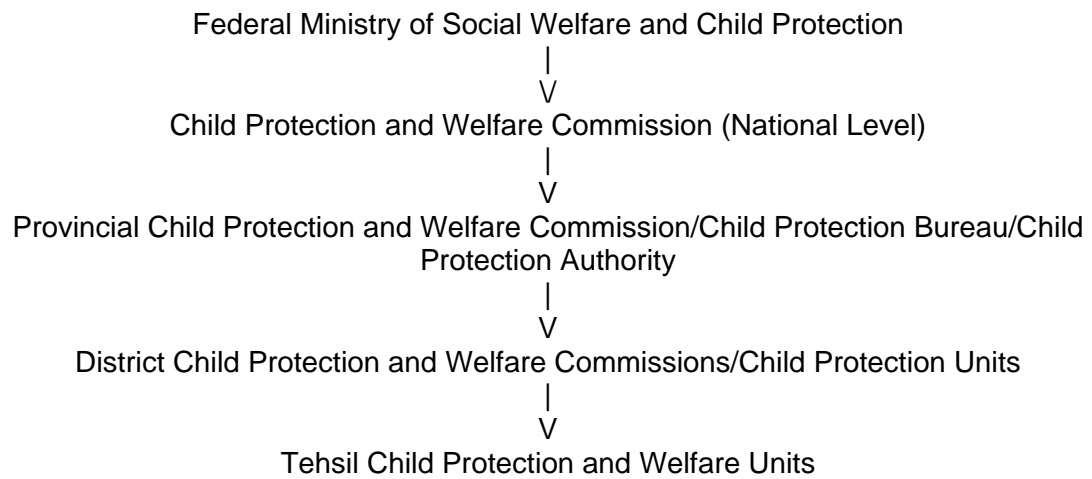 Federal Ministry of Social Welfare and Child Protection
|
\/
Child Protection and Welfare Commission (National Level)
|
V
Provincial Child Protection and Welfare Commission/Child Protection Bureau/Child
Protection Authority
|
V
District Child Protection and Welfare Commissions/Child Protection Units
|
V
Tehsil Child Protection and Welfare Units